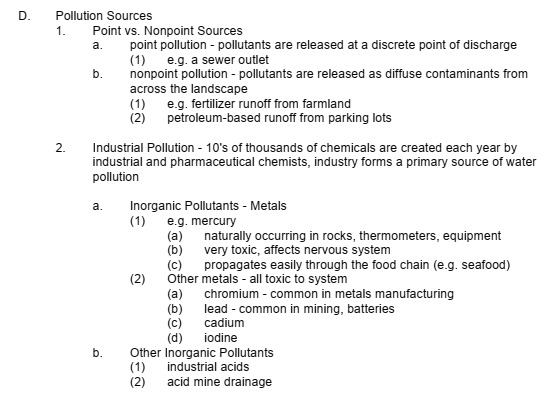 D. Pollution Sources
1. Point vs. Nonpoint Sources
a. point pollution - pollutants are released at a discrete point of discharge
(1) e.g. a sewer outlet
b. nonpoint pollution - pollutants are released as diffuse contaminants from
across the landscape
(1) e.g. fertilizer runoff from farmland
(2) petroleum-based runoff from parking lots
2. Industrial Pollution - 10's of thousands of chemicals are created each year by
industrial and pharmaceutical chemists, industry forms a primary source of water
pollution
a. Inorganic Pollutants - Metals
(1) e.g. mercury
(a) naturally occurring in rocks, thermometers, equipment
(b) very toxic, affects nervous system
(c) propagates easily through the food chain (e.g. seafood)
(2) Other metals - all toxic to system
(a) chromium - common in metals manufacturing
(b) lead - common in mining, batteries
(c) cadium
(d) iodine
b. Other Inorganic Pollutants
(1) industrial acids
(2) acid mine drainage